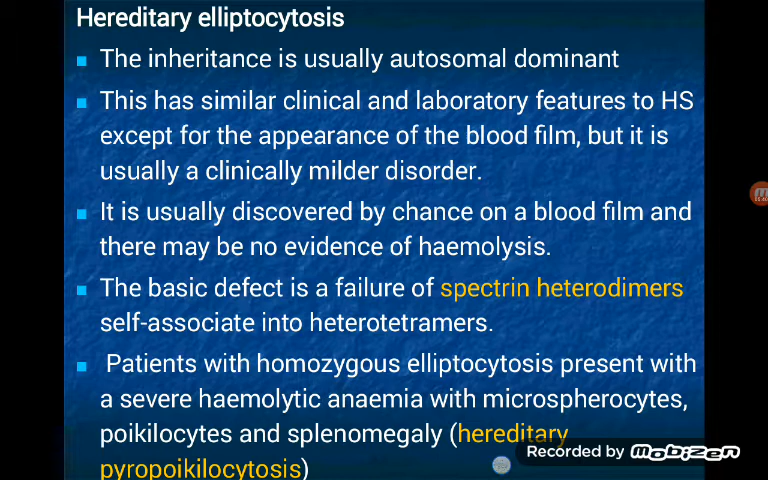 Hereditary elliptocytosis
The inheritance is usually autosomal dominant
This has similar clinical and laboratory features to HS
except for the appearance of the blood film, but it is
usually a clinically milder disorder.
It is usually discovered by chance on a blood film and
there may be no evidence of haemolysis.
The basic defect is a failure of spectrin heterodimers
self-associate into heterotetramers.
Patients with homozygous elliptocytosis present with
a severe haemolytic anaemia with microspherocytes,
poikilocytes and splenomegaly (hereditary
pyropoikilocytosis)
Recorded by mobizen